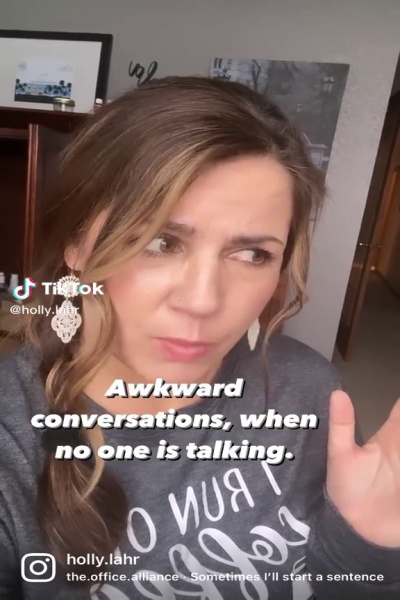 TikTok
@holly.lahr
Awkward
conversations, when
no one is talking.
I RUN O
holly.lahr
the.office.alliance · Sometimes I'll start a sentence